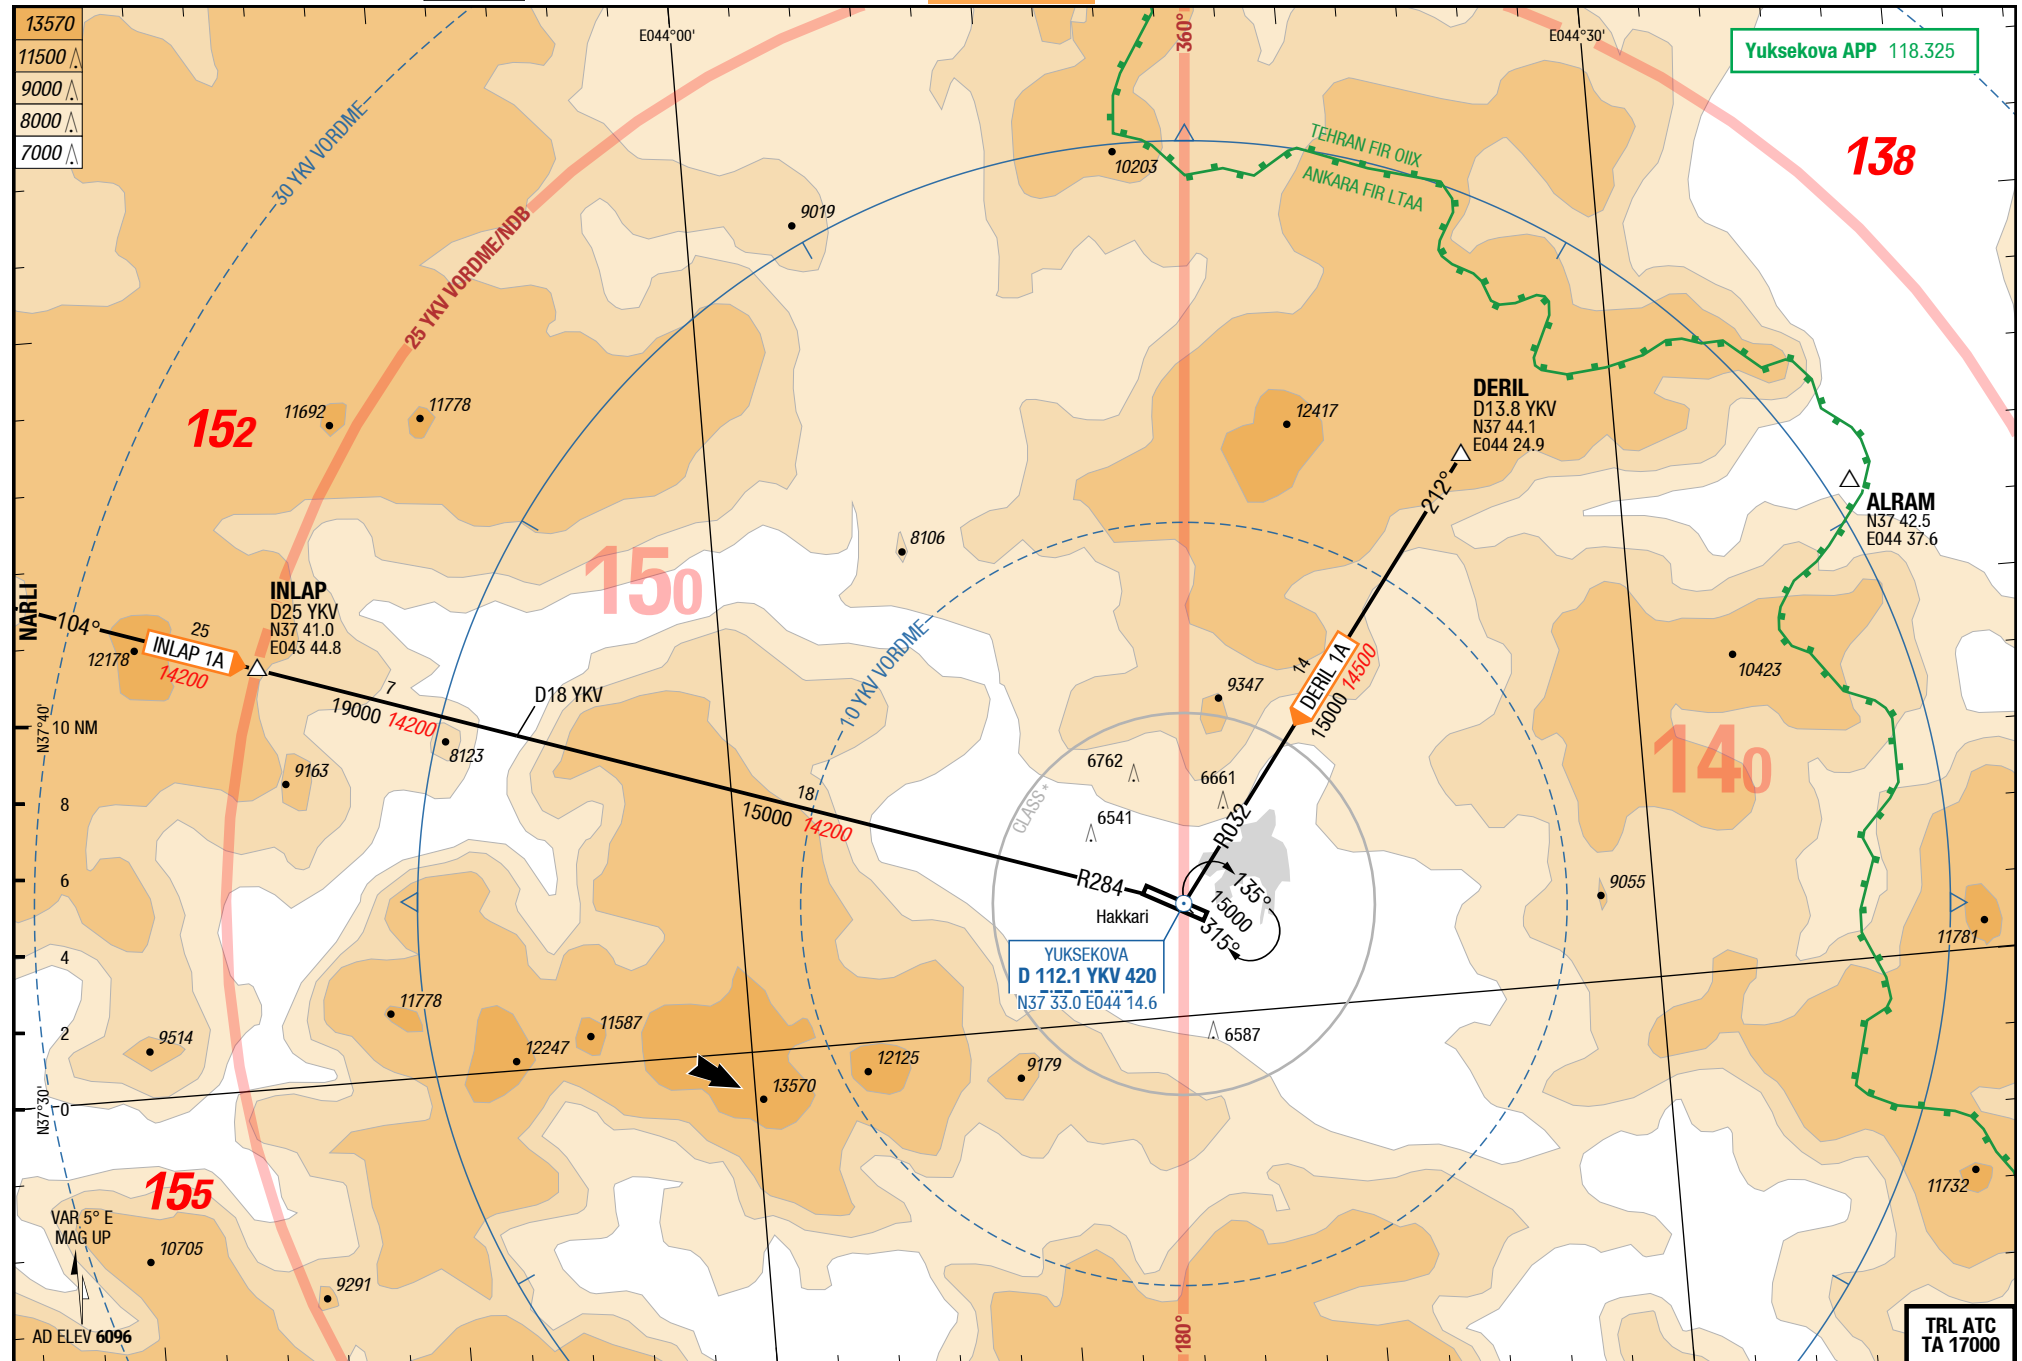 13570
11500
9000
8000
7000
E044°00'
360°
E044°30'
Yuksekova APP 118.325
30 YKV VORDME
25 YKV VORDME/NDB
TEHRAN FIR OIIX
ANKARA FIR LTAA
138
10203
9019
152
11692
11778
12417
DERIL
D13.8 YKV
N37 44.1
E044 24.9
212°
ALRAM
N37 42.5
E044 37.6
8106
150
NARLI
104°
25
INLAP 1A
14200
12178
INLAP
D25 YKV
N37 41.0
E043 44.8
7
19000 14200
D18 YKV
8123
9163
10 YKV VORDME
14
DERIL 1A
15000 14500
9347
10423
140
N37°40'
10 NM
8
6
4
2
0
N37°30'
18
15000 14200
CLASS *
6762
6661
6541
R032
R284
Hakkari
135°
15000
315°
YUKSEKOVA
D 112.1 YKV 420
N37 33.0 E044 14.6
9055
11781
6587
11778
11587
12247
9514
13570
12125
9179
155
VAR 5° E
MAG UP
10705
9291
AD ELEV 6096
180°
11732
TRL ATC
TA 17000